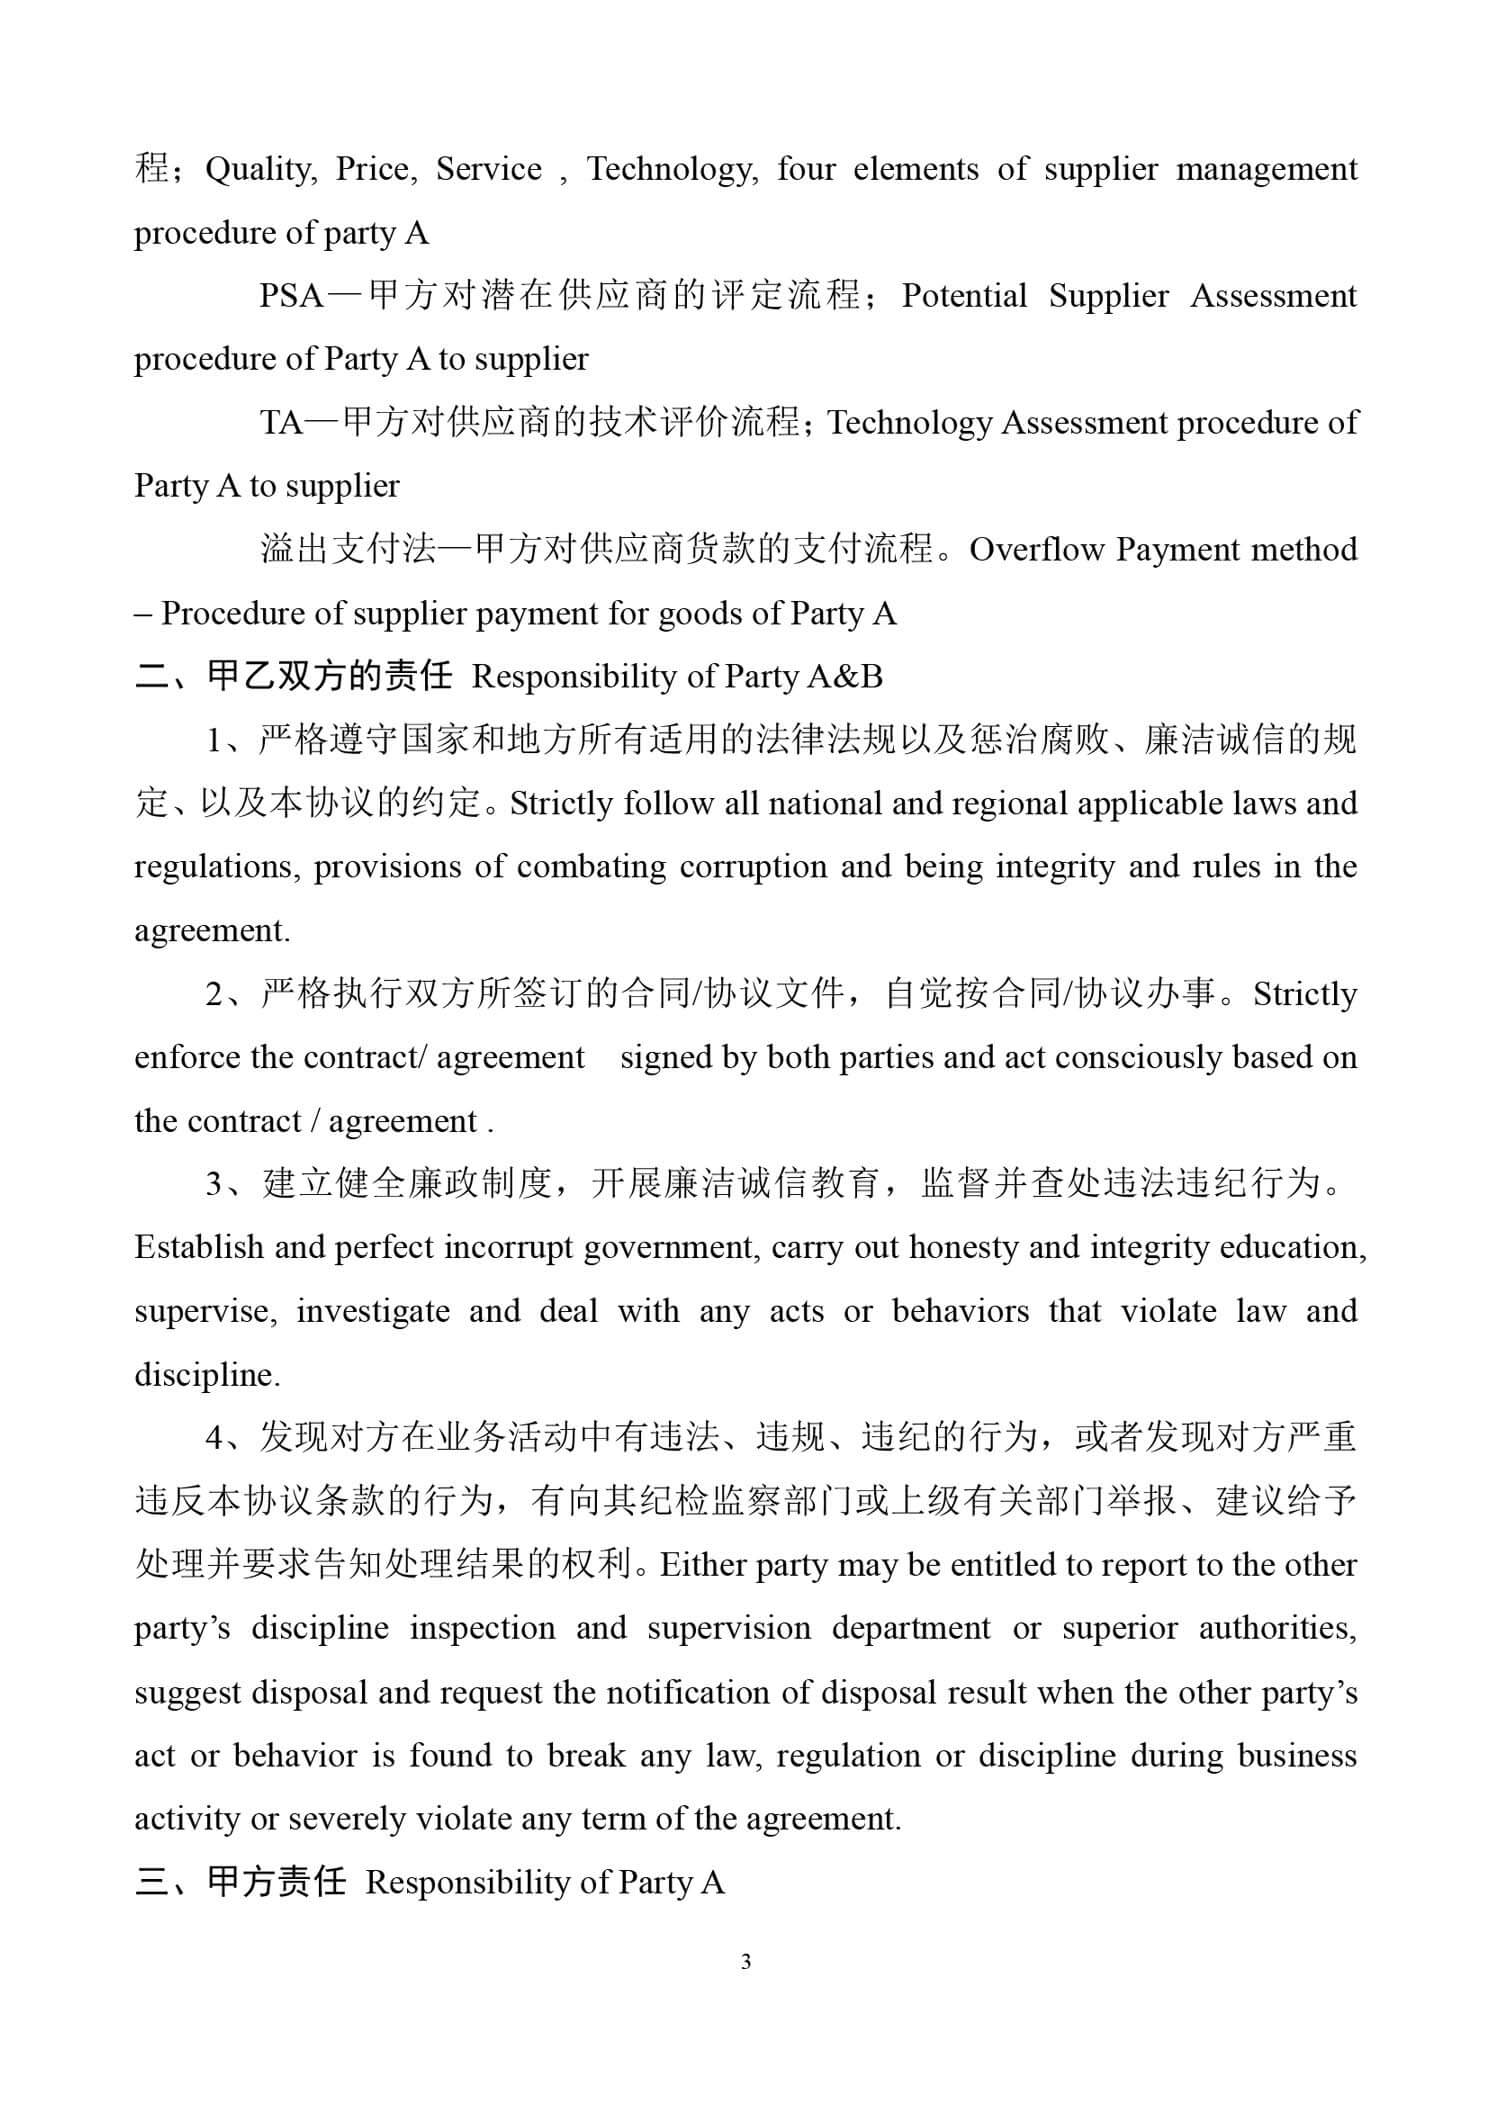 程；Quality, Price, Service , Technology, four elements of supplier management
procedure of party A
PSA—甲方对潜在供应商的评定流程；Potential Supplier Assessment
procedure of Party A to supplier
TA—甲方对供应商的技术评价流程；Technology Assessment procedure of
Party A to supplier
溢出支付法—甲方对供应商货款的支付流程。Overflow Payment method
– Procedure of supplier payment for goods of Party A
二、甲乙双方的责任 Responsibility of Party A&B
1、严格遵守国家和地方所有适用的法律法规以及惩治腐败、廉洁诚信的规
定、以及本协议的约定。Strictly follow all national and regional applicable laws and
regulations, provisions of combating corruption and being integrity and rules in the
agreement.
2、严格执行双方所签订的合同/协议文件，自觉按合同/协议办事。Strictly
enforce the contract/ agreement  signed by both parties and act consciously based on
the contract / agreement .
3、建立健全廉政制度，开展廉洁诚信教育，监督并查处违法违纪行为。
Establish and perfect incorrupt government, carry out honesty and integrity education,
supervise, investigate and deal with any acts or behaviors that violate law and
discipline.
4、发现对方在业务活动中有违法、违规、违纪的行为，或者发现对方严重
违反本协议条款的行为，有向其纪检监察部门或上级有关部门举报、建议给予
处理并要求告知处理结果的权利。Either party may be entitled to report to the other
party’s discipline inspection and supervision department or superior authorities,
suggest disposal and request the notification of disposal result when the other party’s
act or behavior is found to break any law, regulation or discipline during business
activity or severely violate any term of the agreement.
三、甲方责任 Responsibility of Party A
3